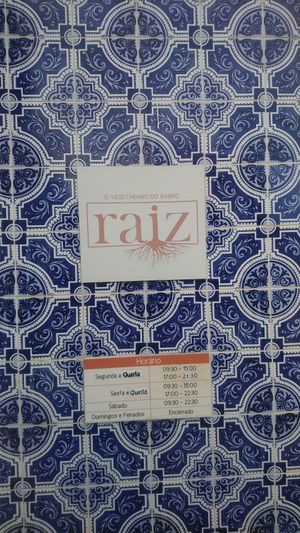 O VEGETARIANO DO BAIRRO
raiz
Horário
Segunda a Quarta 09:30 - 15:00
17:00 - 21:30
Sexta e Quinta 09:30 - 15:00
17:00 - 22:30
Sábado 09:30 - 22:30
Domingos e Feriados Encerrado